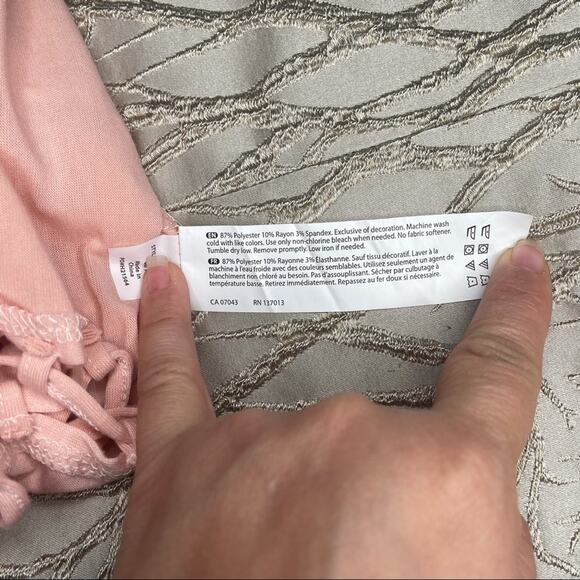 EN 87% Polyester 10% Rayon 3% Spandex. Exclusive of decoration. Machine wash
cold with like colors. Use only non-chlorine bleach when needed. No fabric softener.
Tumble dry low. Remove promptly. Low iron if needed.
FR 87% Polyester 10% Rayonne 3% Élasthanne. Sauf tissu décoratif. Laver à la
machine à l'eau froide avec des couleurs semblables. Utilisez seulement un agent de
blanchiment non chloré au besoin. Pas d'assouplissant. Sécher par culbutage à
température basse. Retirez immédiatement. Repassez au fer doux si nécessaire.
CA 07043 RN 137013
Made In
China